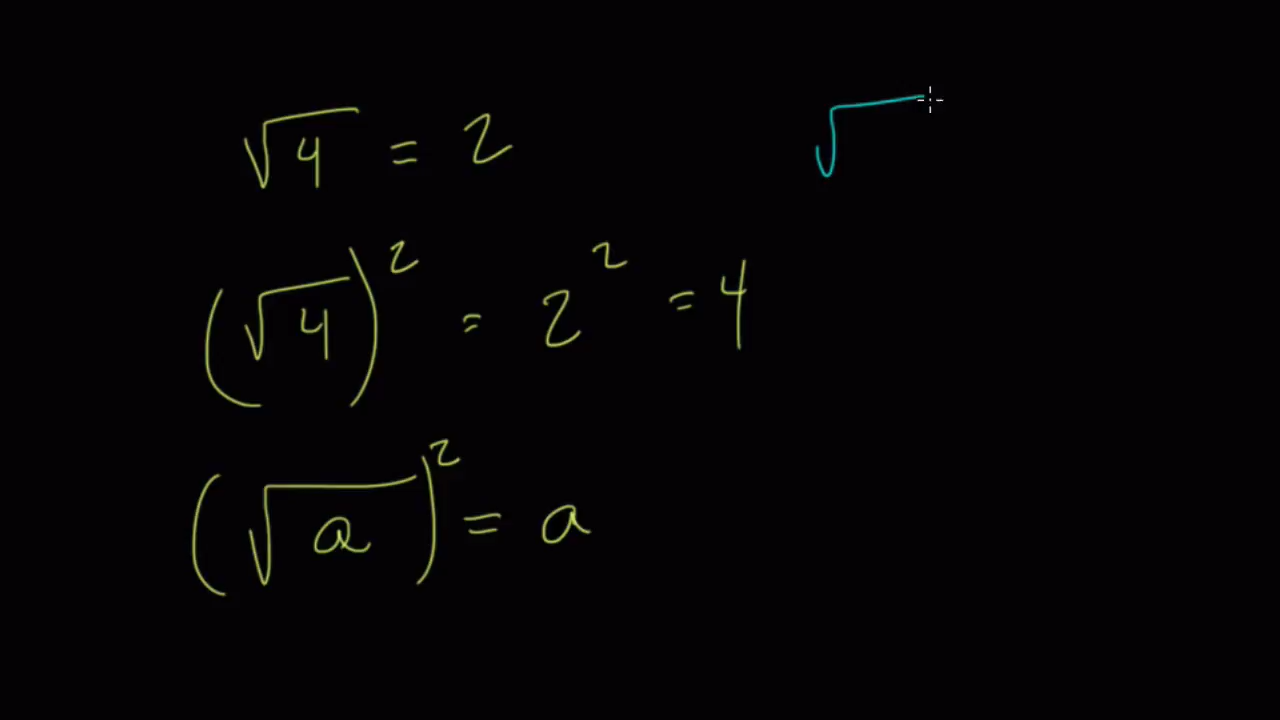 √4 = 2
√
(√4)² = 2² = 4
(√a)² = a